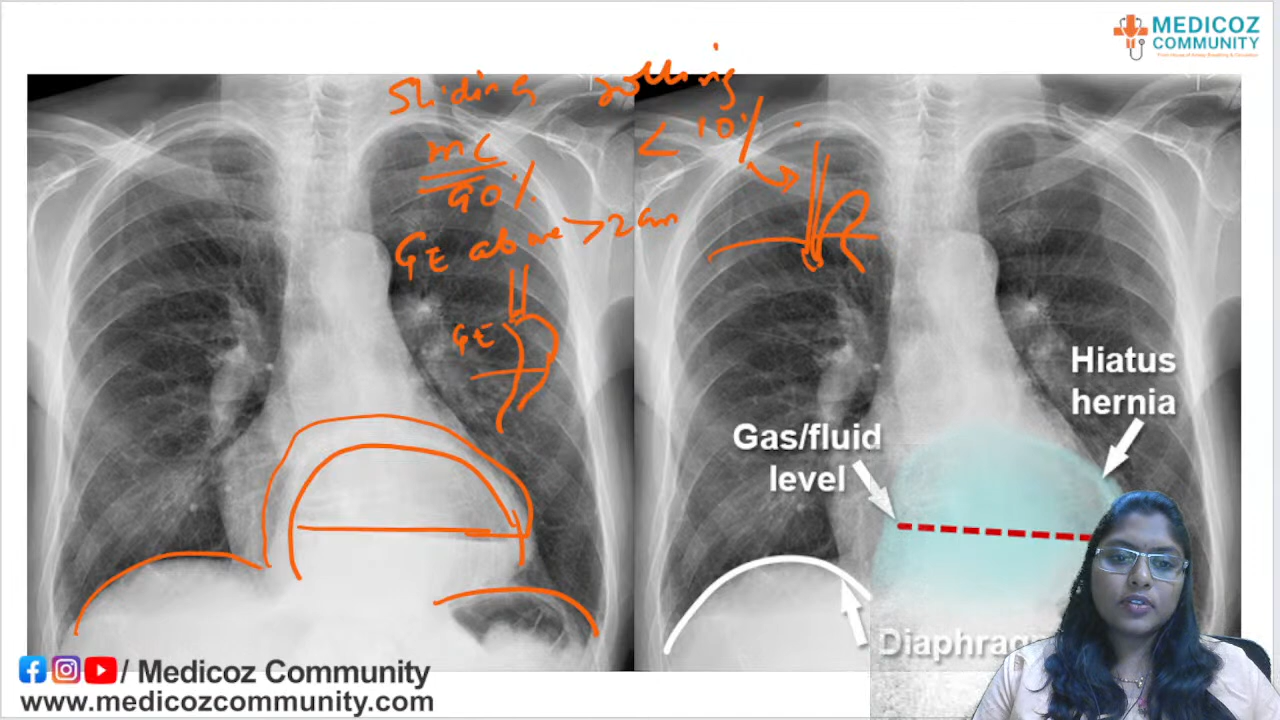 MEDICOZ
COMMUNITY
Sliding rolling
mc <10%
90%
GE above >2cm
GE
Hiatus
hernia
Gas/fluid
level
/ Medicoz Community
www.medicozcommunity.com